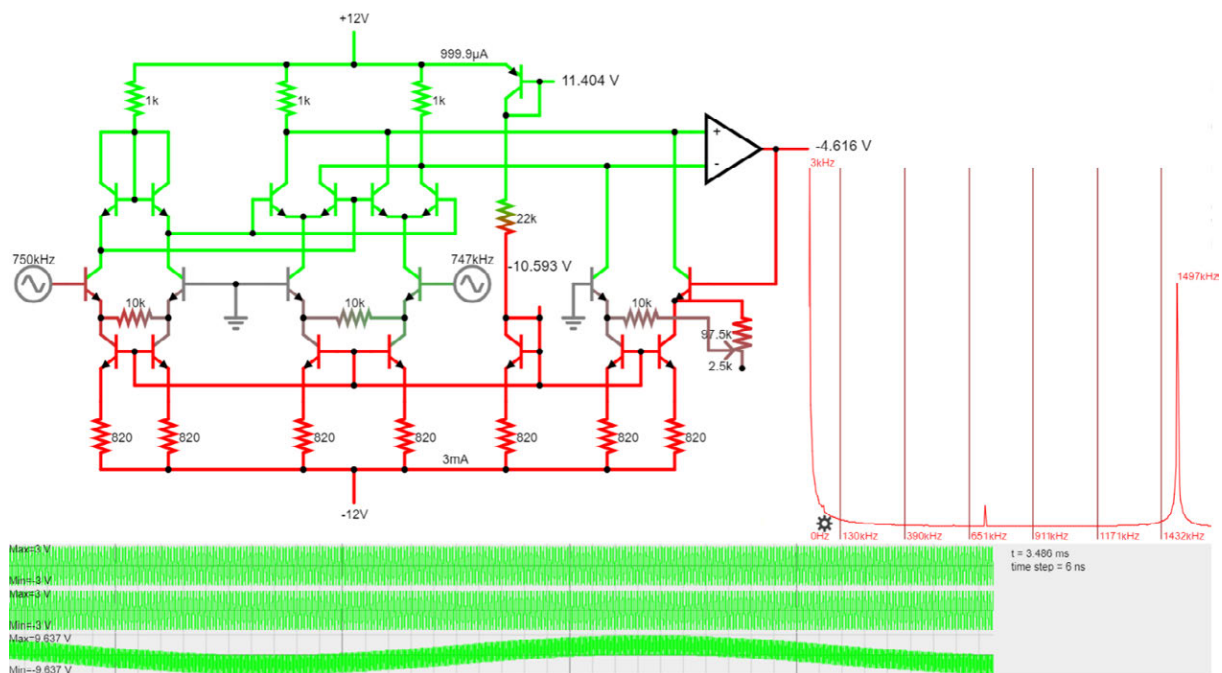 +12V
999.9µA
11.404 V
1k
1k
1k
+
-
-4.616 V
3kHz
22k
750kHz
747kHz
-10.593 V
1497kHz
10k
10k
10k
97.5k
2.5k
820
820
820
820
820
820
820
3mA
-12V
0Hz
130kHz
390kHz
651kHz
911kHz
1171kHz
1432kHz
Max=3 V
Min=-3 V
Max=3 V
Min=-3 V
Max=9.637 V
Min=-9.637 V
t = 3.486 ms
time step = 6 ns